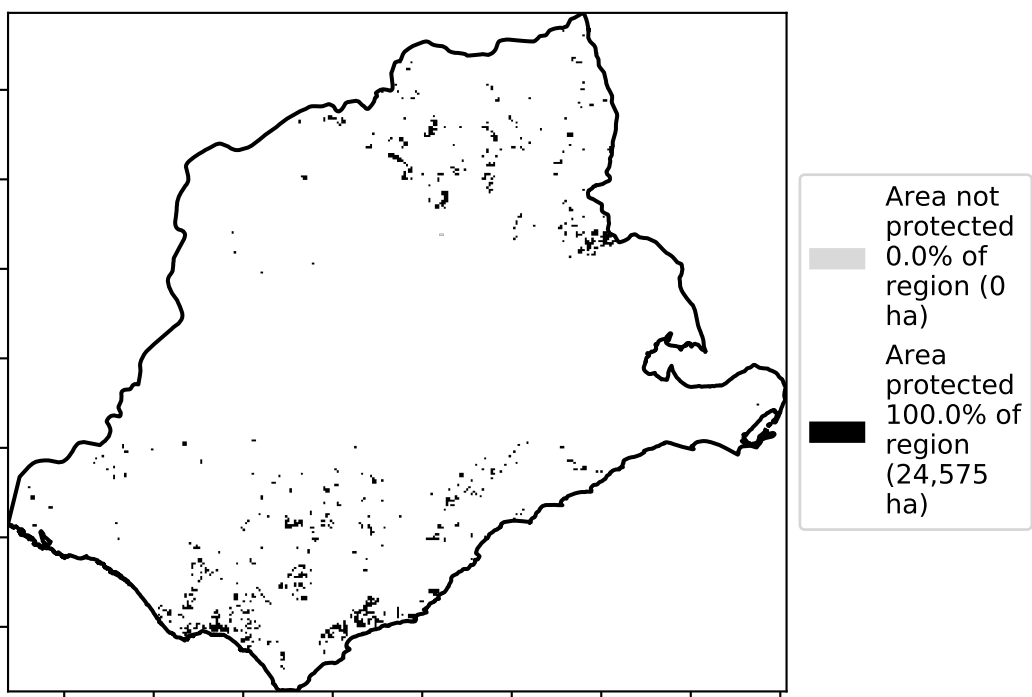 Area not
protected
0.0% of
region (0
ha)
Area
protected
100.0% of
region
(24,575
ha)